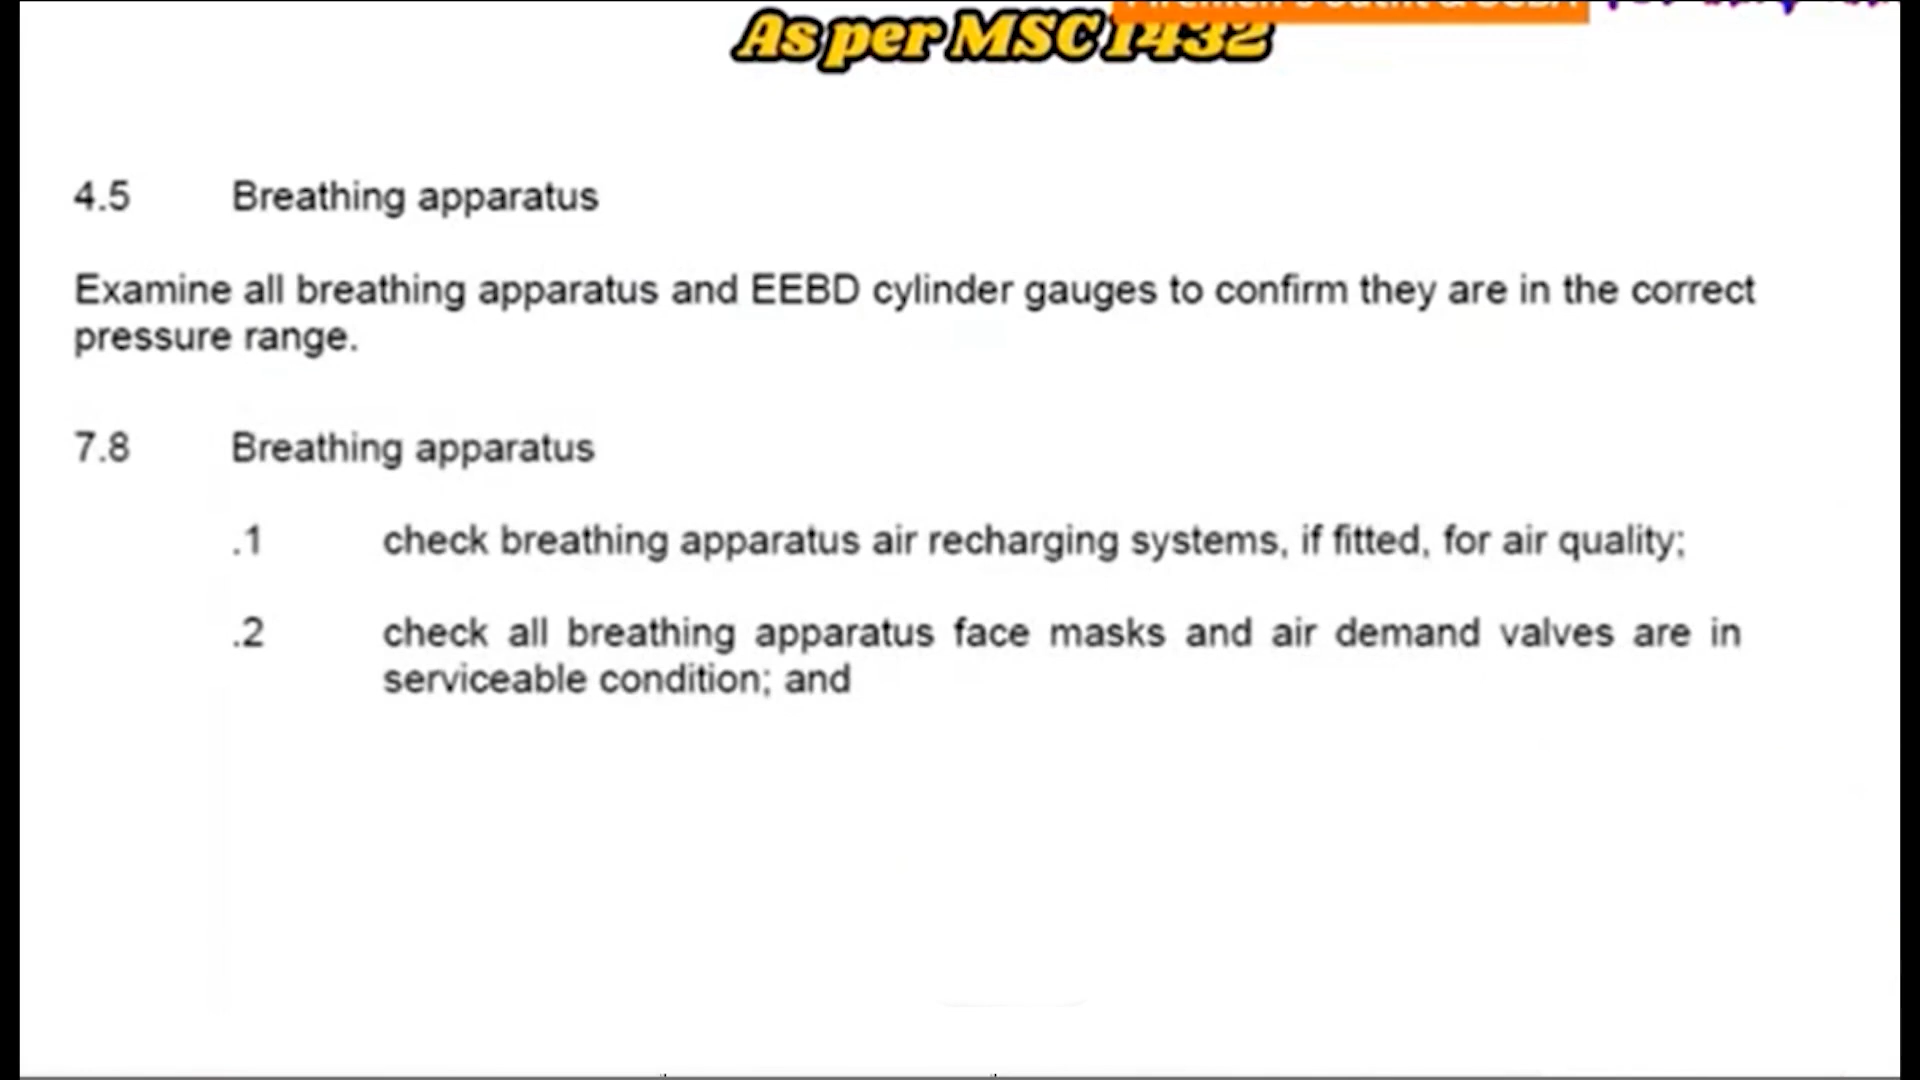 As per MSC 1432
4.5 Breathing apparatus
Examine all breathing apparatus and EEBD cylinder gauges to confirm they are in the correct
pressure range.
7.8 Breathing apparatus
.1 check breathing apparatus air recharging systems, if fitted, for air quality;
.2 check all breathing apparatus face masks and air demand valves are in
serviceable condition; and